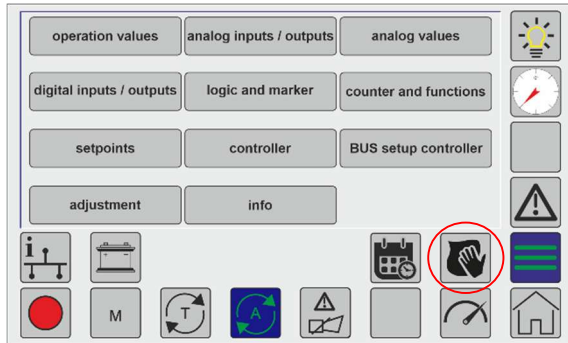 operation values
analog inputs / outputs
analog values
digital inputs / outputs
logic and marker
counter and functions
setpoints
controller
BUS setup controller
adjustment
info
i
M
T
A